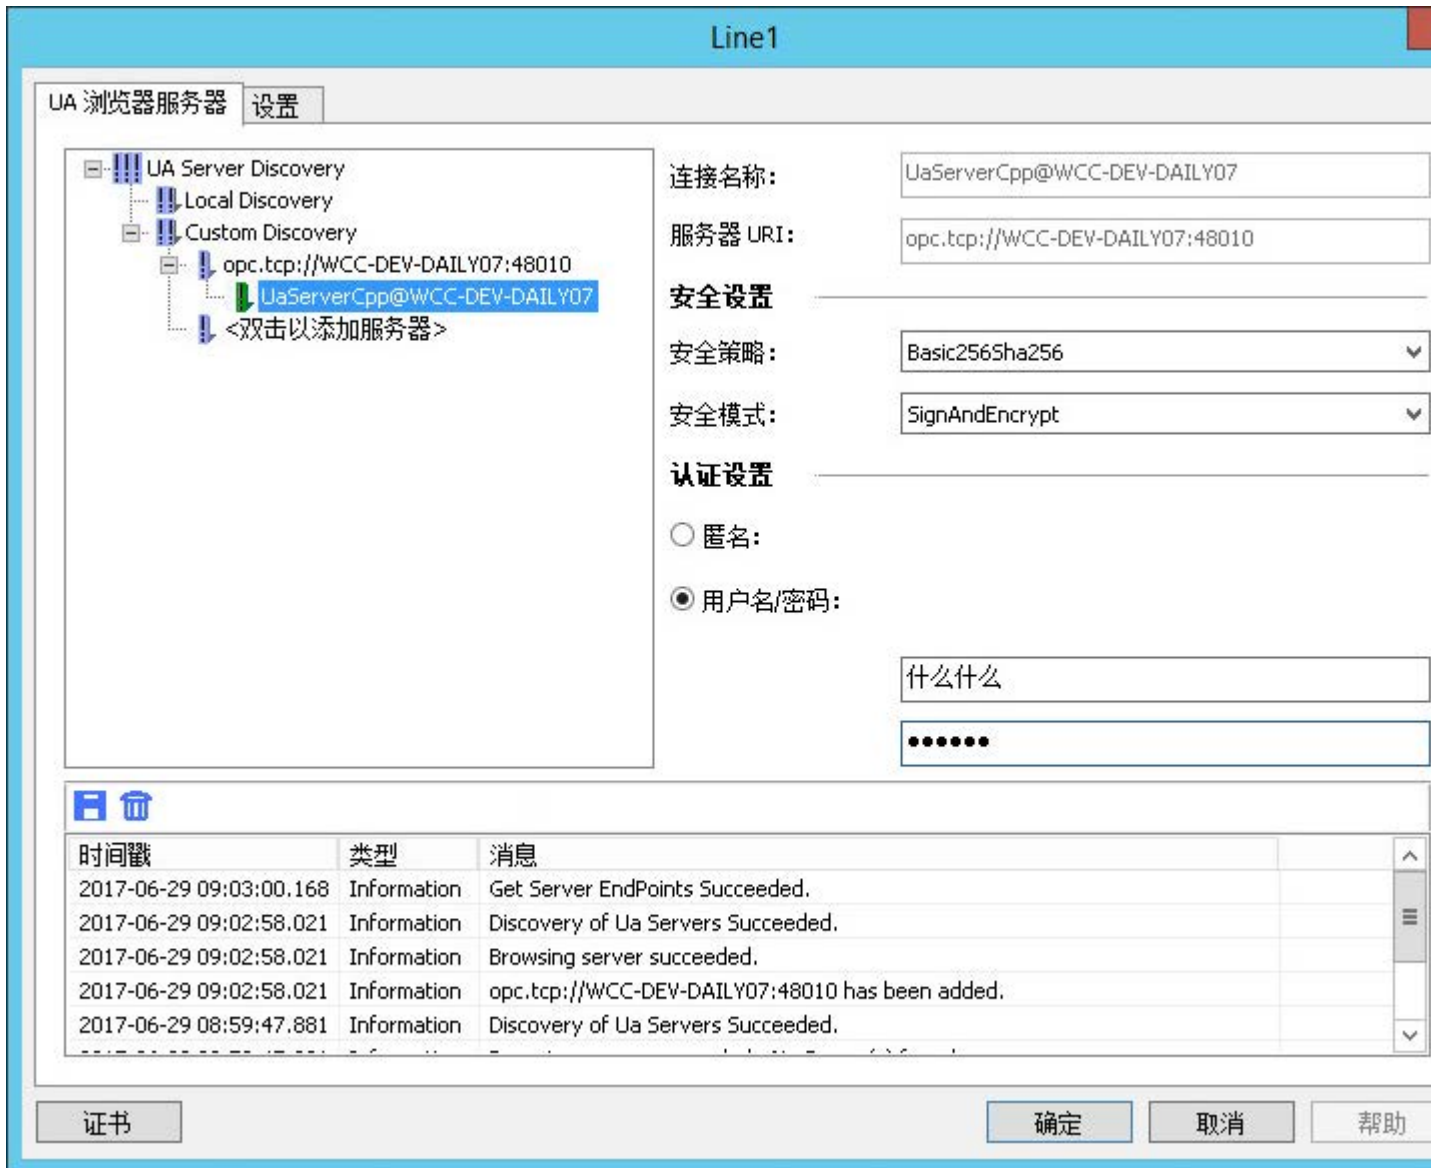 Line1
UA 浏览器服务器
设置
UA Server Discovery
Local Discovery
Custom Discovery
opc.tcp://WCC-DEV-DAILY07:48010
UaServerCpp@WCC-DEV-DAILY07
<双击以添加服务器>
连接名称: UaServerCpp@WCC-DEV-DAILY07
服务器 URI: opc.tcp://WCC-DEV-DAILY07:48010
安全设置
安全策略: Basic256Sha256
安全模式: SignAndEncrypt
认证设置
匿名:
用户名/密码:
什么什么
••••••
时间戳 类型 消息
2017-06-29 09:03:00.168 Information Get Server EndPoints Succeeded.
2017-06-29 09:02:58.021 Information Discovery of Ua Servers Succeeded.
2017-06-29 09:02:58.021 Information Browsing server succeeded.
2017-06-29 09:02:58.021 Information opc.tcp://WCC-DEV-DAILY07:48010 has been added.
2017-06-29 08:59:47.881 Information Discovery of Ua Servers Succeeded.
证书 确定 取消 帮助